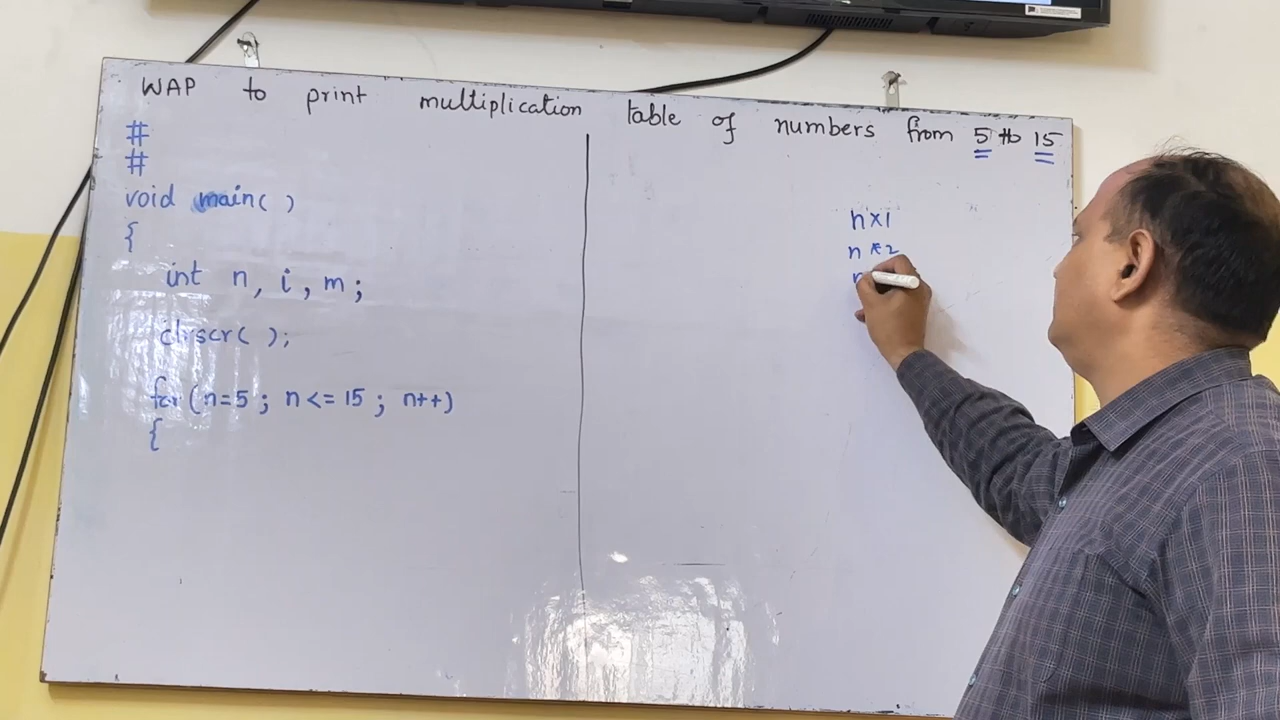 WAP to print multiplication table of numbers from 5 to 15
#
#
void main( )
{
int n, i, m;
clrscr( );
for (n=5 ; n <= 15 ; n++)
{
n×1
n *2
n